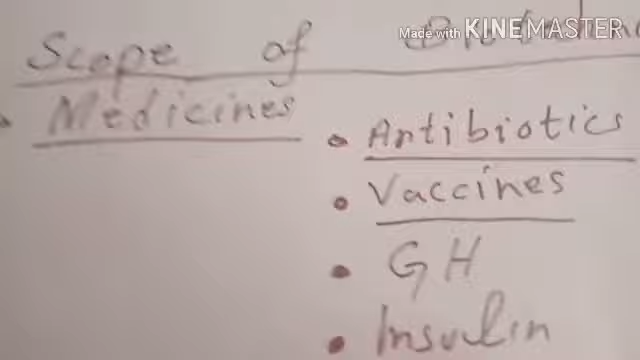 Made with KINEMASTER
Scope of
Medicines
• Antibiotics
• Vaccines
• GH
• Insulin